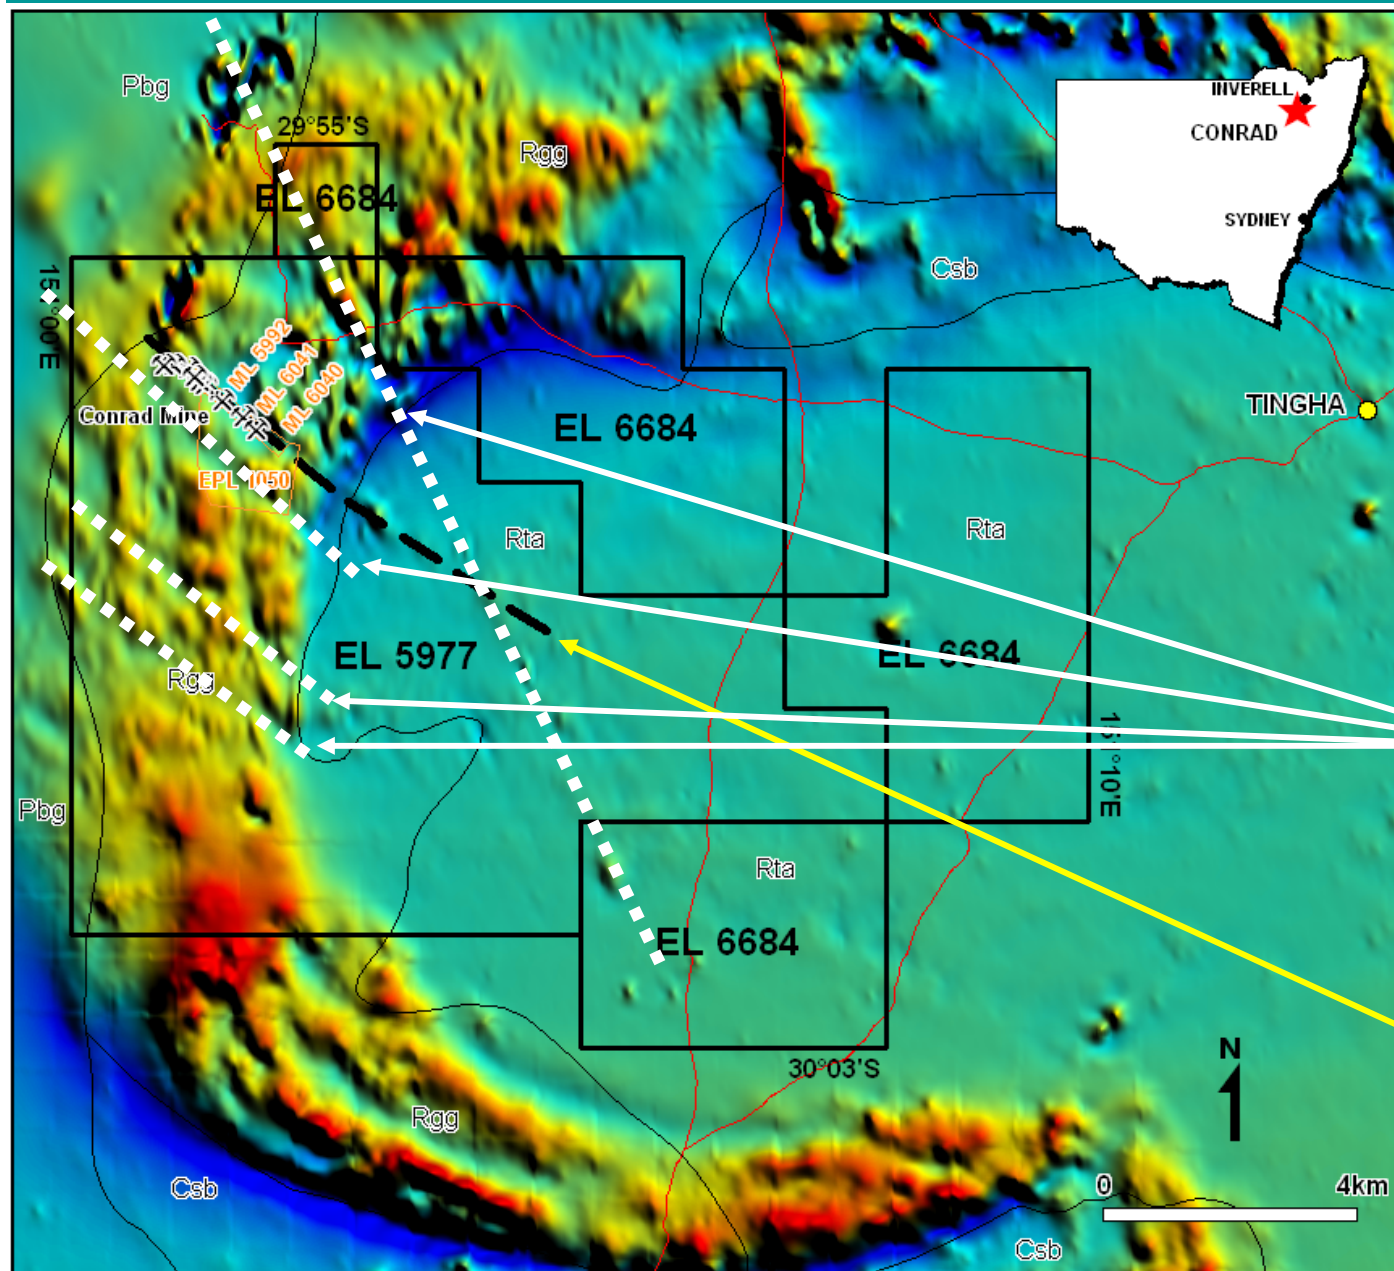 Pbg
29°55'S
Rgg
EL 6684
INVERELL
CONRAD
SYDNEY
Csb
151°00'E
ML 5992
ML 6041
ML 6040
Conrad Mine
TINGHA
EL 6684
EPL 1050
Rta
Rta
EL 5977
EL 6684
Rgg
151°10'E
Pbg
Rta
EL 6684
N
30°03'S
Rgg
Csb
0
4km
Csb